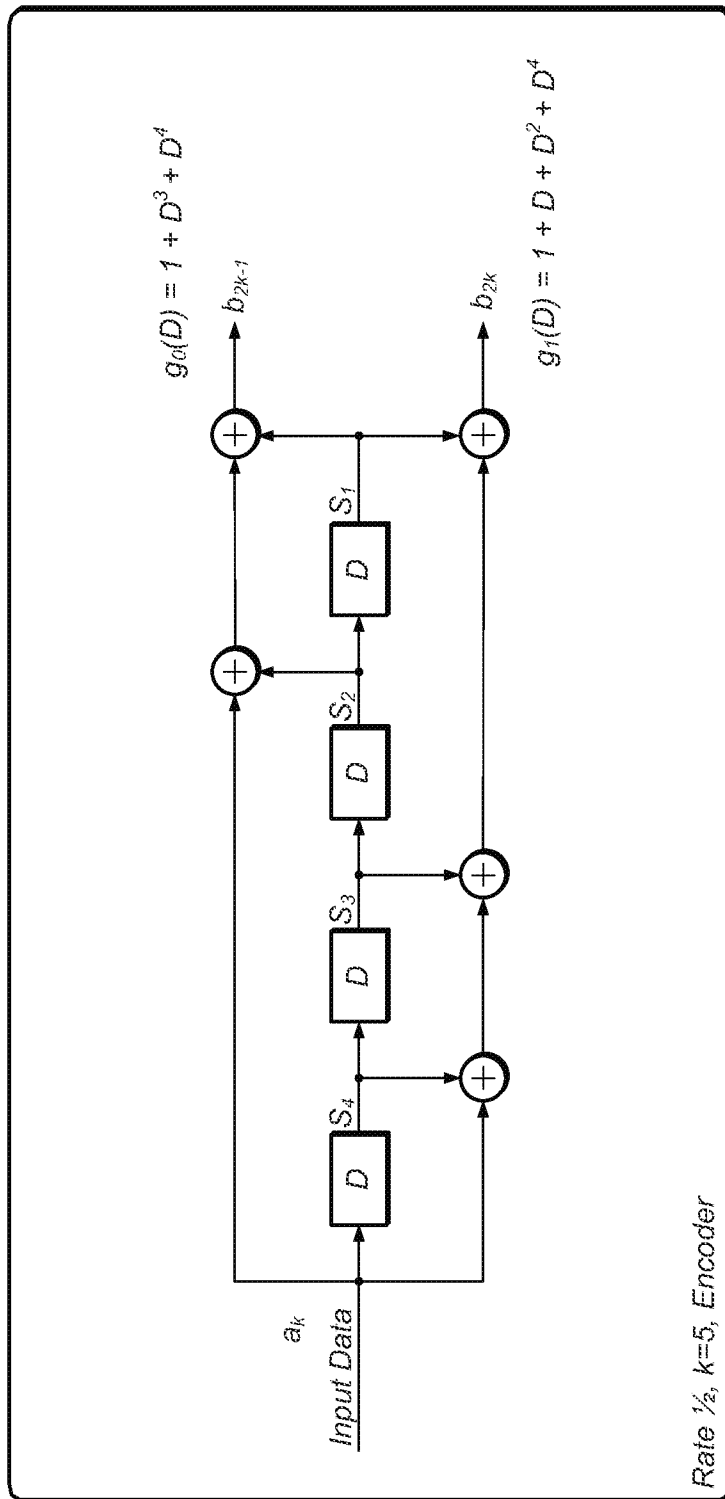 g₀(D) = 1 + D³ + D⁴
b₂ₖ₋₁
aₖ
Input Data
D
S₄
D
S₃
D
S₂
D
S₁
b₂ₖ
g₁(D) = 1 + D + D² + D⁴
Rate ½, k=5, Encoder